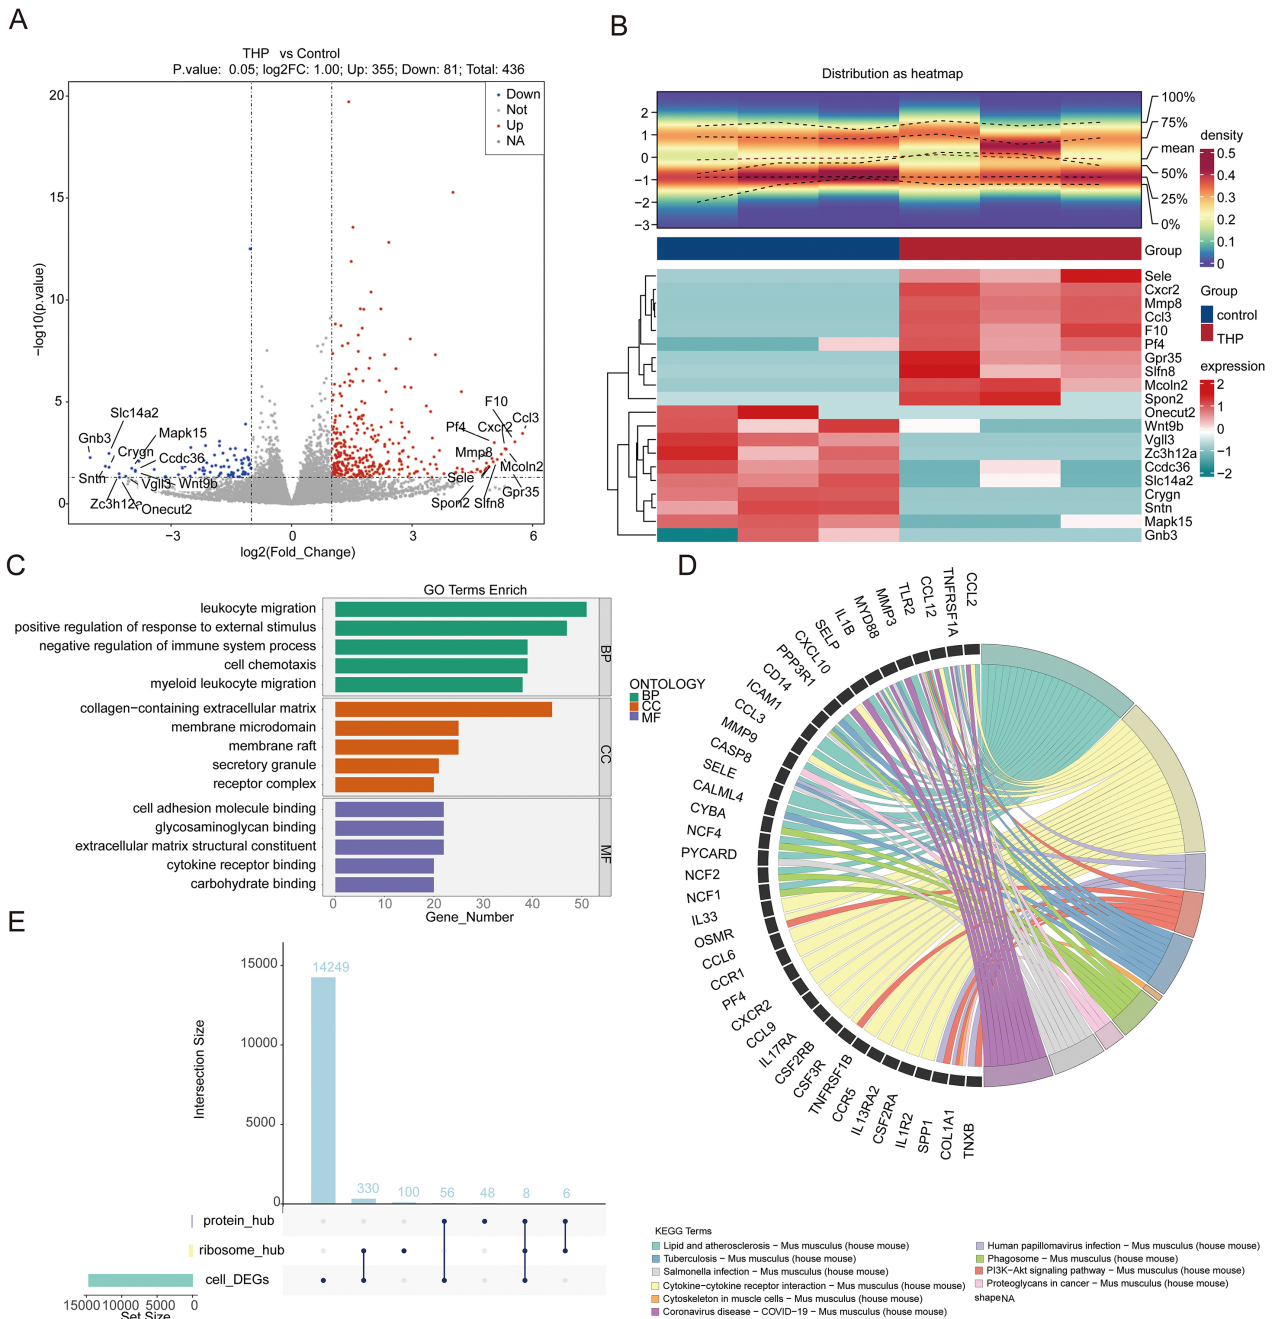 A
THP vs Control
P.value: 0.05; log2FC: 1.00; Up: 355; Down: 81; Total: 436
Down
Not
Up
NA
20
15
10
5
0
−log10(p.value)
Slc14a2
Gnb3
Mapk15
Crygn
Ccdc36
Sntn
Vgll3
Wnt9b
Zc3h12a
Onecut2
F10
Ccl3
Pf4
Cxcr2
Mmp8
Mcoln2
Sele
Gpr35
Spon2
Slfn8
−3
0
3
6
log2(Fold_Change)
B
Distribution as heatmap
2
1
0
−1
−2
−3
100%
75%
mean
50%
25%
0%
density
0.5
0.4
0.3
0.2
0.1
0
Group
Sele
Cxcr2
Mmp8
Ccl3
F10
Pf4
Gpr35
Slfn8
Mcoln2
Spon2
Onecut2
Wnt9b
Vgll3
Zc3h12a
Ccdc36
Slc14a2
Crygn
Sntn
Mapk15
Gnb3
Group
control
THP
expression
2
1
0
−1
−2
C
GO Terms Enrich
leukocyte migration
positive regulation of response to external stimulus
negative regulation of immune system process
cell chemotaxis
myeloid leukocyte migration
BP
collagen−containing extracellular matrix
membrane microdomain
membrane raft
secretory granule
receptor complex
CC
cell adhesion molecule binding
glycosaminoglycan binding
extracellular matrix structural constituent
cytokine receptor binding
carbohydrate binding
MF
0 10 20 30 40 50
Gene_Number
ONTOLOGY
BP
CC
MF
D
CCL2
TNFRSF1A
CCL12
TLR2
MMP3
MYD88
IL1B
SELP
CXCL10
PPP3R1
CD14
ICAM1
CCL3
MMP9
CASP8
SELE
CALML4
CYBA
NCF4
PYCARD
NCF2
NCF1
IL33
OSMR
CCL6
CCR1
PF4
CXCR2
CCL9
IL17RA
CSF2RB
CSF3R
TNFRSF1B
CCR5
IL13RA2
CSF2RA
IL1R2
SPP1
COL1A1
TNXB
KEGG Terms
Lipid and atherosclerosis − Mus musculus (house mouse)
Tuberculosis − Mus musculus (house mouse)
Salmonella infection − Mus musculus (house mouse)
Cytokine−cytokine receptor interaction − Mus musculus (house mouse)
Cytoskeleton in muscle cells − Mus musculus (house mouse)
Coronavirus disease − COVID−19 − Mus musculus (house mouse)
Human papillomavirus infection − Mus musculus (house mouse)
Phagosome − Mus musculus (house mouse)
PI3K−Akt signaling pathway − Mus musculus (house mouse)
Proteoglycans in cancer − Mus musculus (house mouse)
shapeNA
E
15000
10000
5000
0
Intersection Size
14249
330
100
56
48
8
6
protein_hub
ribosome_hub
cell_DEGs
15000 10000 5000 0
Set Size